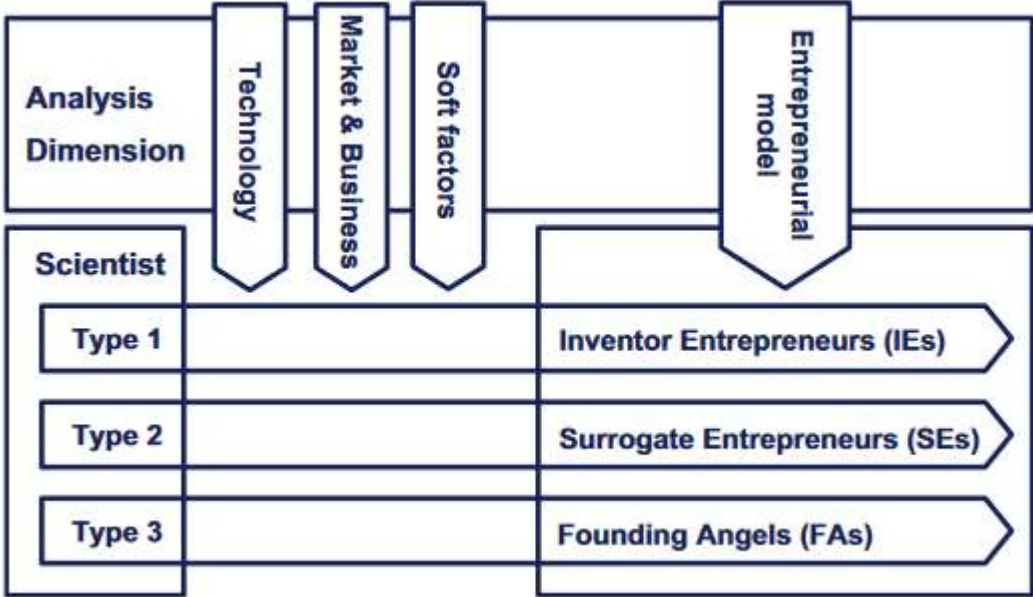 Analysis
Dimension
Technology
Market & Business
Soft factors
Entrepreneurial
model
Scientist
Type 1
Inventor Entrepreneurs (IEs)
Type 2
Surrogate Entrepreneurs (SEs)
Type 3
Founding Angels (FAs)